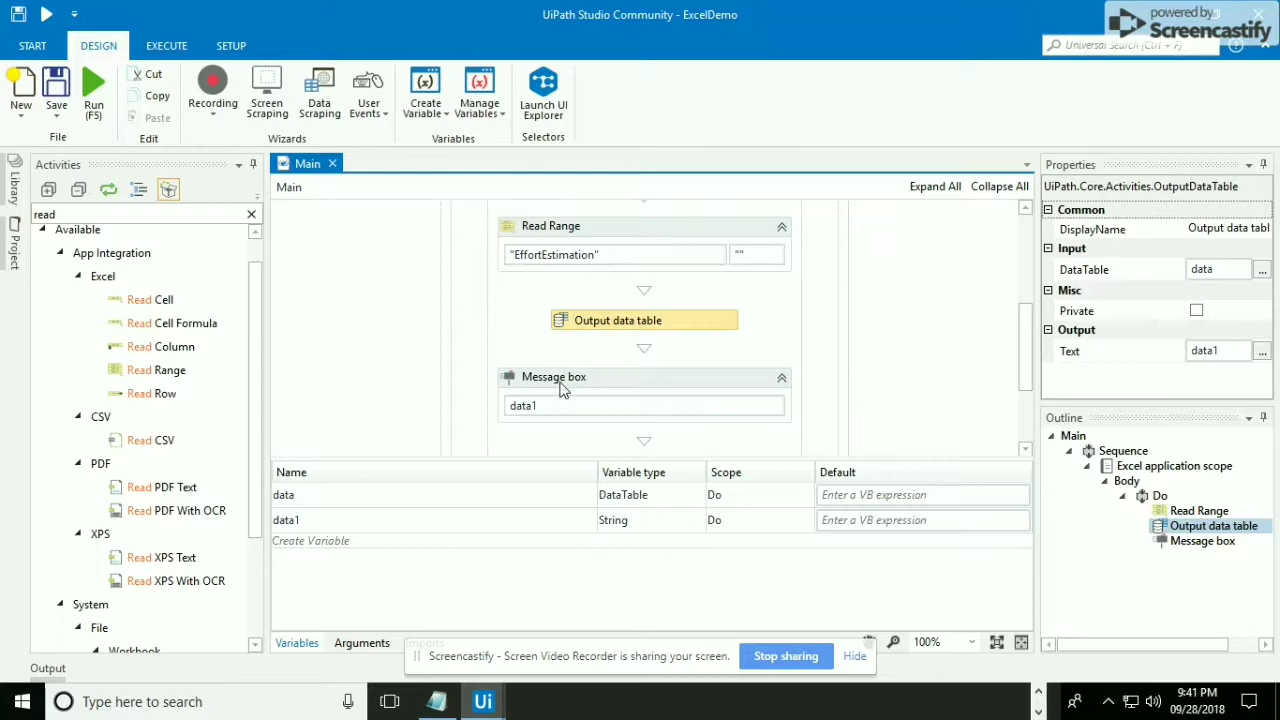 UiPath Studio Community - ExcelDemo
powered by
Screencastify
START
DESIGN
EXECUTE
SETUP
Universal Search (Ctrl + F)
New
Save
Run
(F5)
Cut
Copy
Paste
Recording
Screen
Scraping
Data
Scraping
User
Events
Create
Variable
Manage
Variables
Launch UI
Explorer
File
Edit
Wizards
Variables
Selectors
Library
Project
Activities
read
Available
App Integration
Excel
Read Cell
Read Cell Formula
Read Column
Read Range
Read Row
CSV
Read CSV
PDF
Read PDF Text
Read PDF With OCR
XPS
Read XPS Text
Read XPS With OCR
System
File
Workbook
Output
Main
Main
Expand All
Collapse All
Read Range
"EffortEstimation"
""
Output data table
Message box
data1
Name
Variable type
Scope
Default
data
DataTable
Do
Enter a VB expression
data1
String
Do
Enter a VB expression
Create Variable
Variables
Arguments
Imports
100%
Screencastify - Screen Video Recorder is sharing your screen.
Stop sharing
Hide
Properties
UiPath.Core.Activities.OutputDataTable
Common
DisplayName
Output data tabl
Input
DataTable
data
...
Misc
Private
Output
Text
data1
...
Outline
Main
Sequence
Excel application scope
Body
Do
Read Range
Output data table
Message box
Type here to search
Ui
9:41 PM
09/28/2018